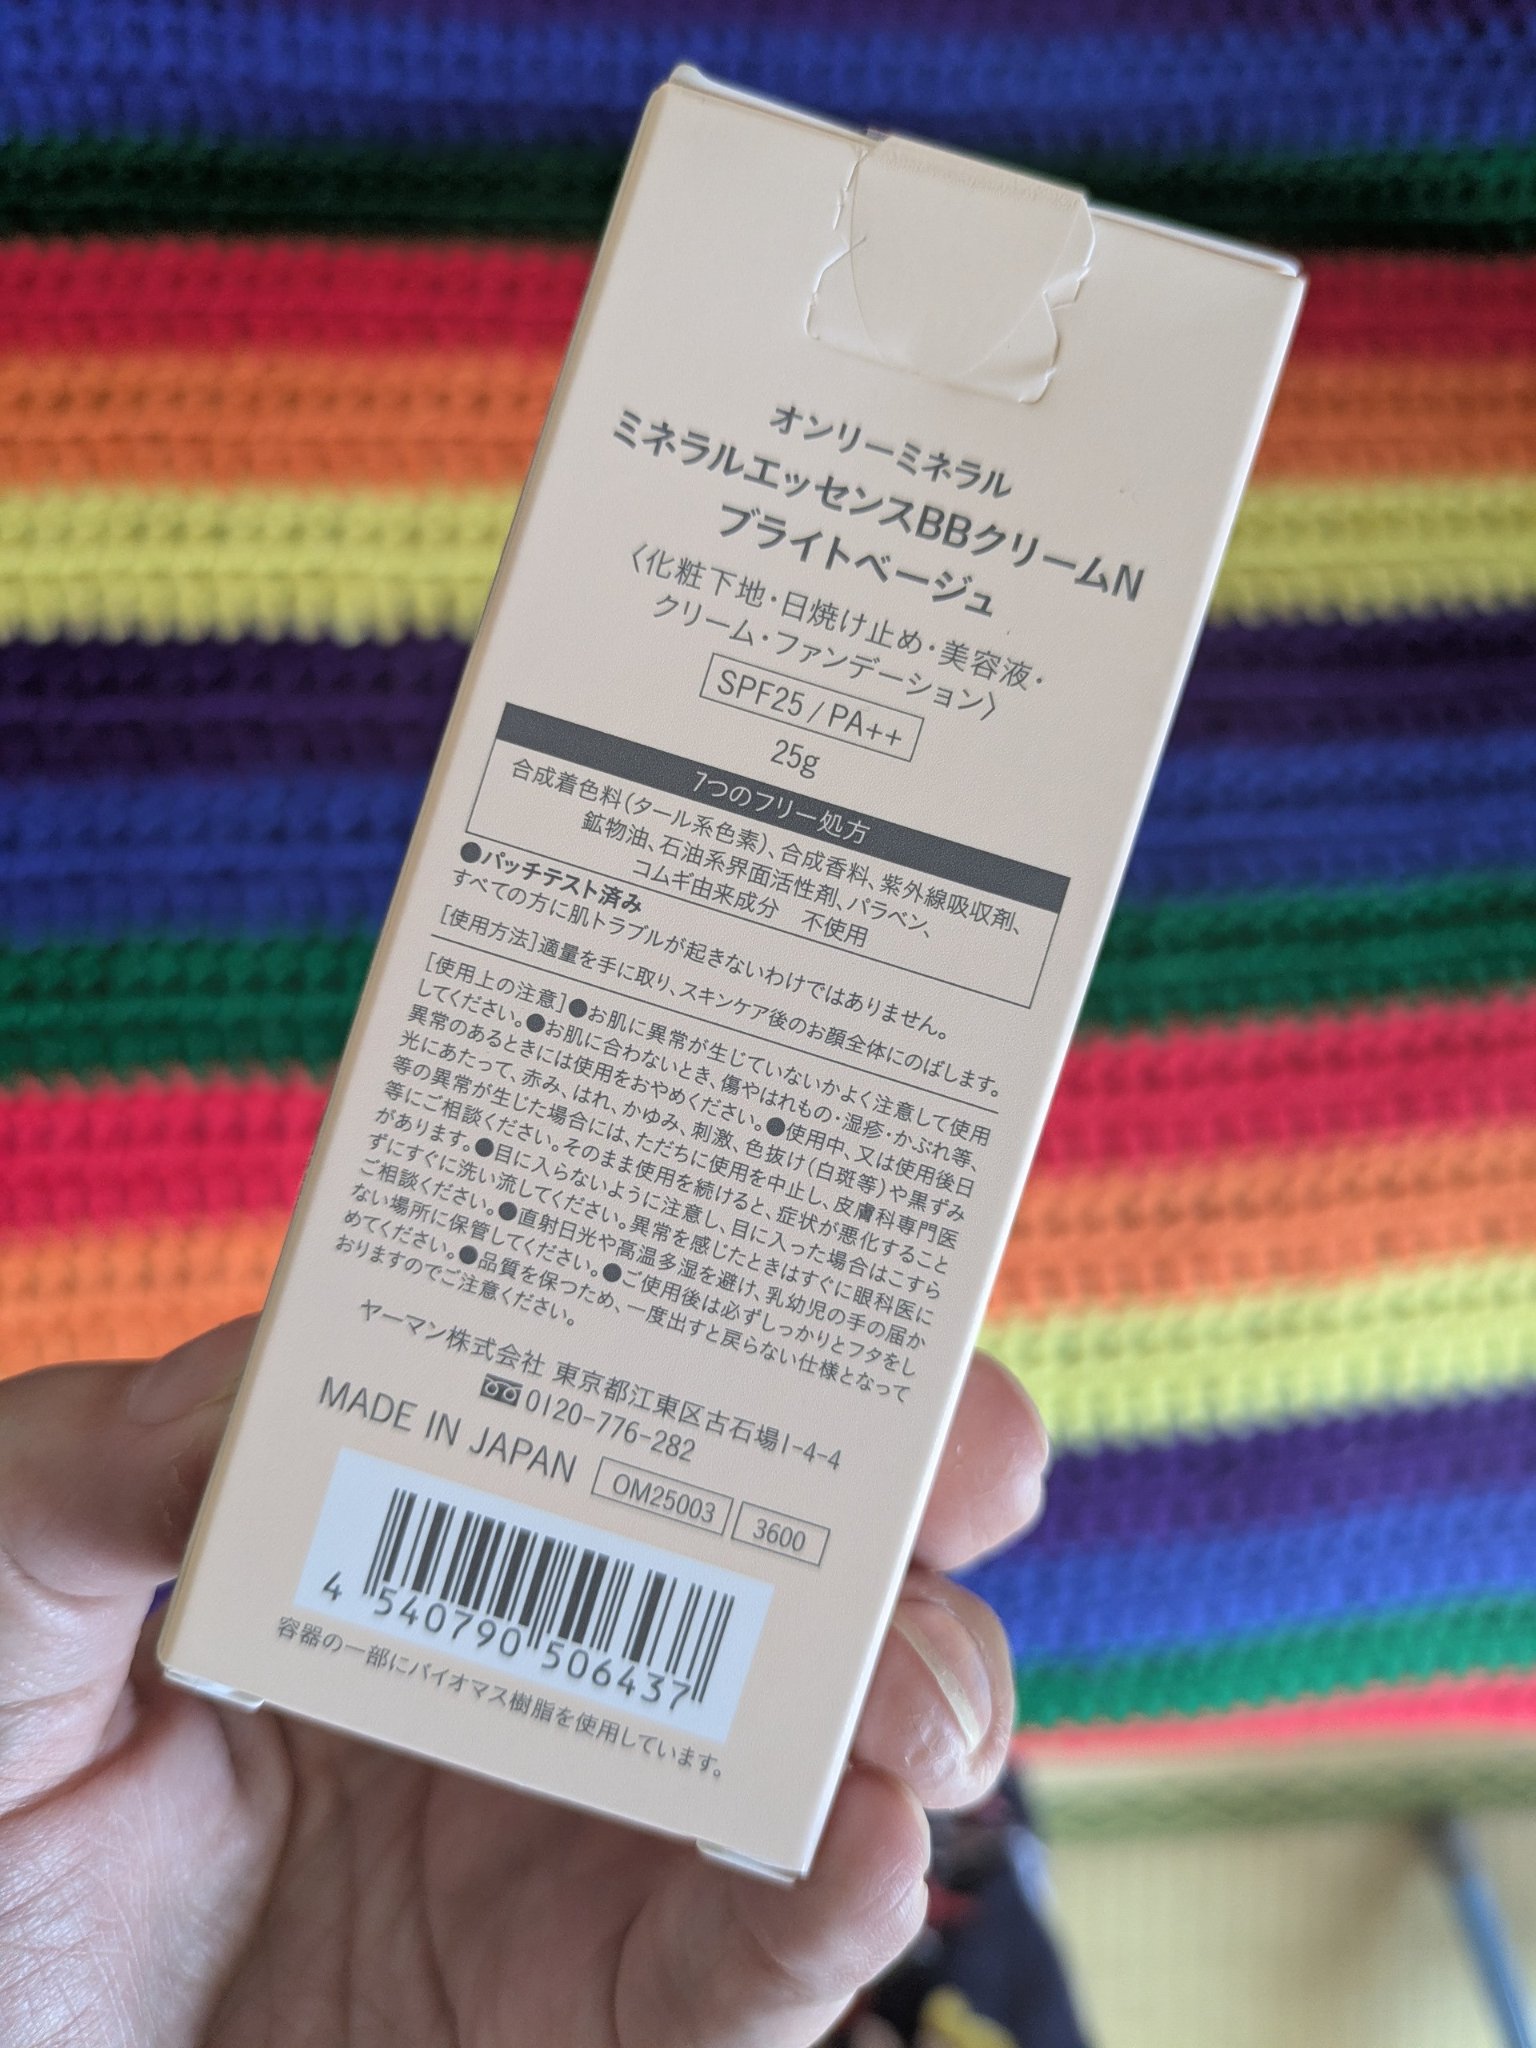 オンリーミネラル
ミネラルエッセンスBBクリームN
ブライトベージュ
〈化粧下地・日焼け止め・美容液・
クリーム・ファンデーション〉
SPF25 / PA++
25g
7つのフリー処方
合成着色料(タール系色素)、合成香料、紫外線吸収剤、
鉱物油、石油系界面活性剤、パラベン、
コムギ由来成分 不使用
●パッチテスト済み
すべての方に肌トラブルが起きないわけではありません。
[使用方法]適量を手に取り、スキンケア後のお顔全体にのばします。
[使用上の注意]●お肌に異常が生じていないかよく注意して使用
してください。●お肌に合わないとき、傷やはれもの・湿疹・かぶれ等、
異常のあるときには使用をおやめください。●使用中、又は使用後日
光にあたって、赤み、はれ、かゆみ、刺激、色抜け(白斑等)や黒ずみ
等の異常が生じた場合には、ただちに使用を中止し、皮膚科専門医
等にご相談ください。そのまま使用を続けると、症状が悪化すること
があります。●目に入らないように注意し、目に入った場合はこすら
ずにすぐに洗い流してください。異常を感じたときはすぐに眼科医に
ご相談ください。●直射日光や高温多湿を避け、乳幼児の手の届か
ない場所に保管してください。●ご使用後は必ずしっかりとフタをし
めてください。●品質を保つため、一度出すと戻らない仕様となって
おりますのでご注意ください。
ヤーマン株式会社 東京都江東区古石場1-4-4
0120-776-282
MADE IN JAPAN OM25003 3600
4 540790 506437
容器の一部にバイオマス樹脂を使用しています。